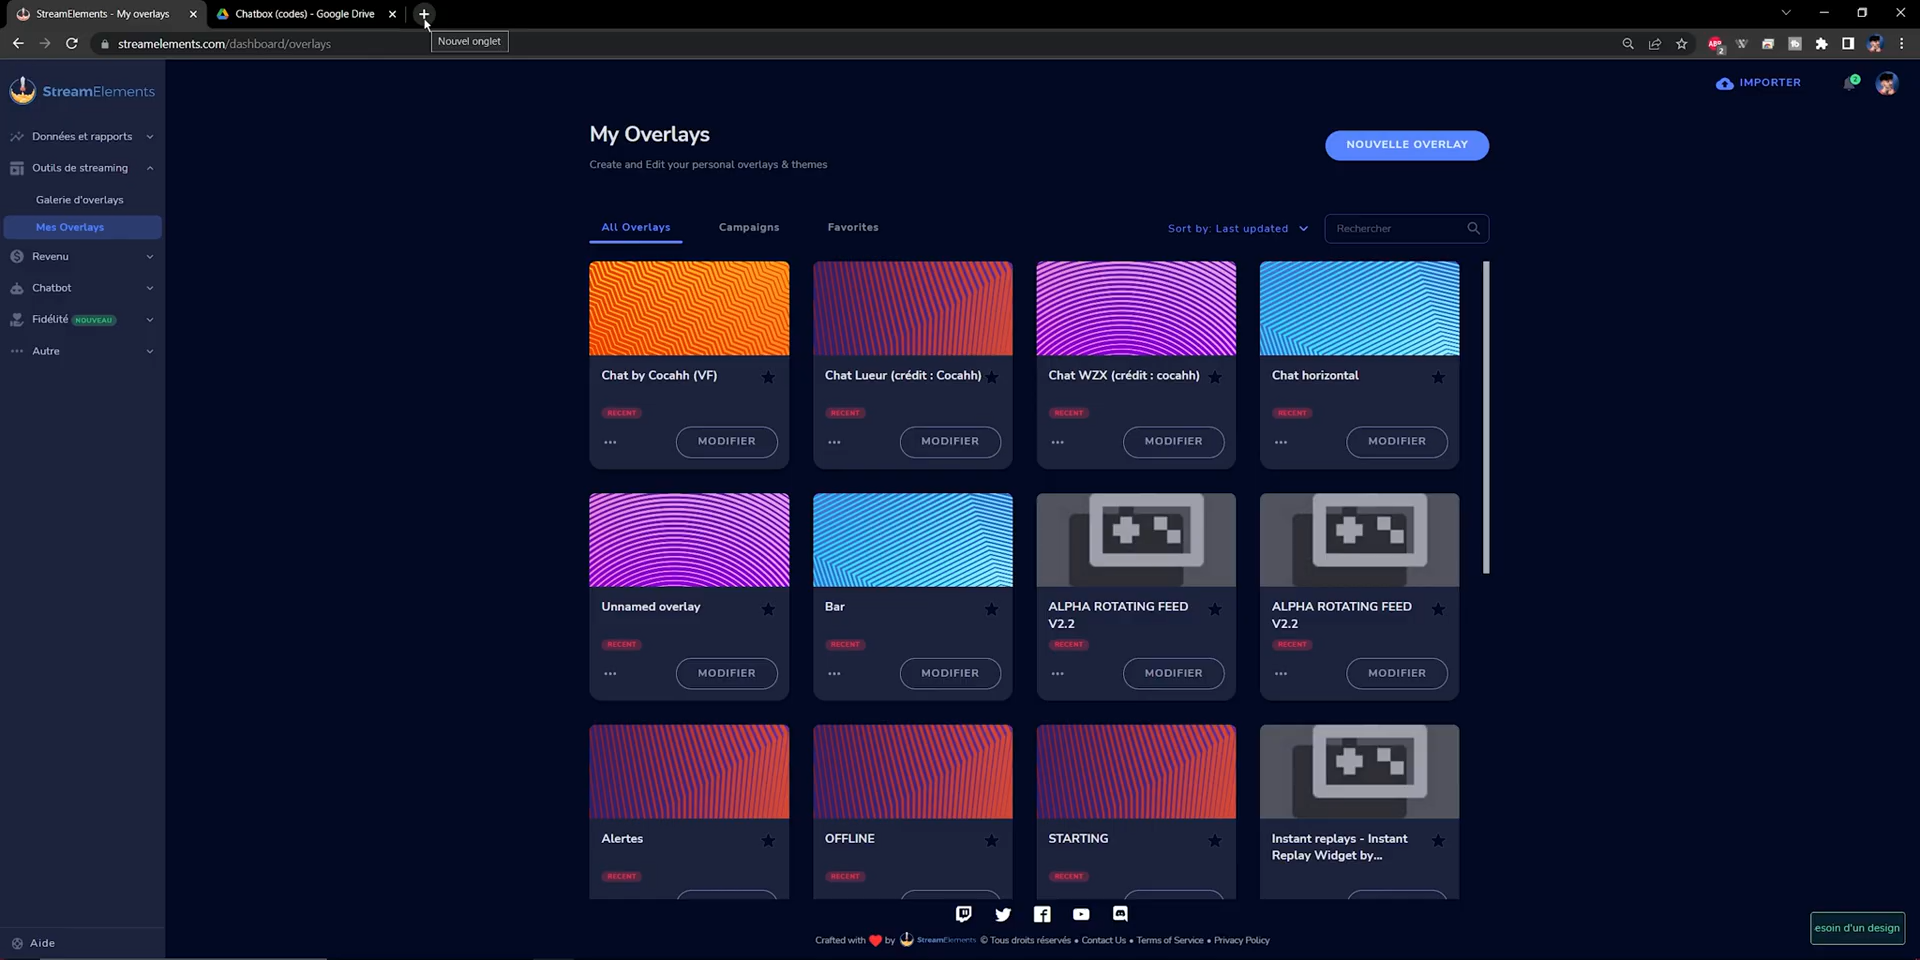 StreamElements - My overlays
Chatbox (codes) - Google Drive
Nouvel onglet
streamelements.com/dashboard/overlays
ABP
2
StreamElements
IMPORTER
2
Données et rapports
Outils de streaming
Galerie d'overlays
Mes Overlays
Revenu
Chatbot
Fidélité NOUVEAU
Autre
My Overlays
Create and Edit your personal overlays & themes
NOUVELLE OVERLAY
All Overlays
Campaigns
Favorites
Sort by: Last updated
Rechercher
Chat by Cocahh (VF)
RECENT
MODIFIER
Chat Lueur (crédit : Cocahh)
RECENT
MODIFIER
Chat WZX (crédit : cocahh)
RECENT
MODIFIER
Chat horizontal
RECENT
MODIFIER
Unnamed overlay
RECENT
MODIFIER
Bar
RECENT
MODIFIER
ALPHA ROTATING FEED
V2.2
RECENT
MODIFIER
ALPHA ROTATING FEED
V2.2
RECENT
MODIFIER
Alertes
RECENT
OFFLINE
RECENT
STARTING
RECENT
Instant replays - Instant
Replay Widget by...
Crafted with by StreamElements © Tous droits réservés • Contact Us • Terms of Service • Privacy Policy
Aide
esoin d'un design